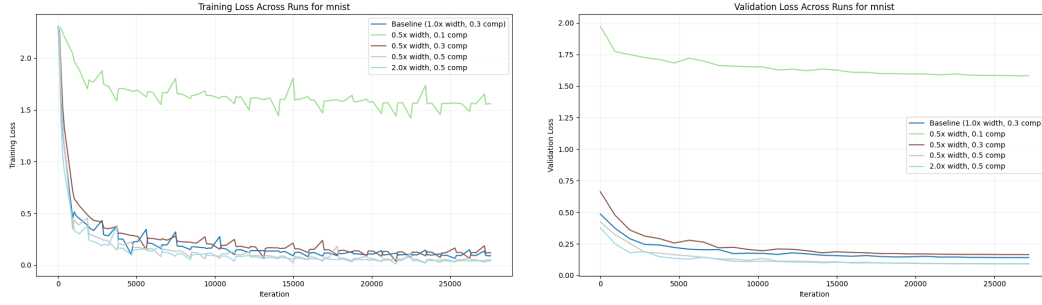 Training Loss Across Runs for mnist
Baseline (1.0x width, 0.3 comp)
0.5x width, 0.1 comp
0.5x width, 0.3 comp
0.5x width, 0.5 comp
2.0x width, 0.5 comp
2.0
1.5
1.0
0.5
0.0
Training Loss
0
5000
10000
15000
20000
25000
Iteration
Validation Loss Across Runs for mnist
2.00
1.75
1.50
1.25
1.00
0.75
0.50
0.25
0.00
Validation Loss
Baseline (1.0x width, 0.3 comp)
0.5x width, 0.1 comp
0.5x width, 0.3 comp
0.5x width, 0.5 comp
2.0x width, 0.5 comp
0
5000
10000
15000
20000
25000
Iteration